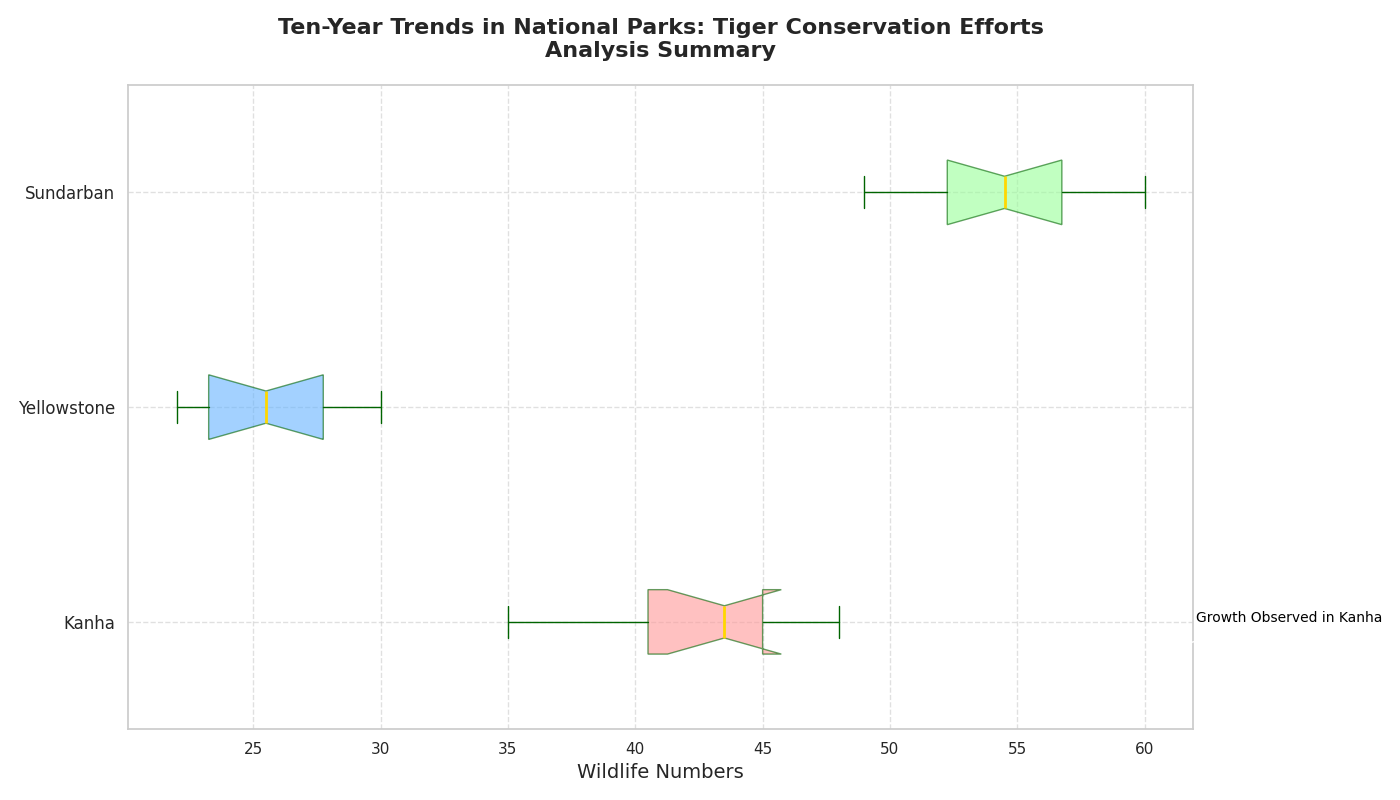 Ten-Year Trends in National Parks: Tiger Conservation Efforts
Analysis Summary
Sundarban
Yellowstone
Kanha
Growth Observed in Kanha
25 30 35 40 45 50 55 60
Wildlife Numbers